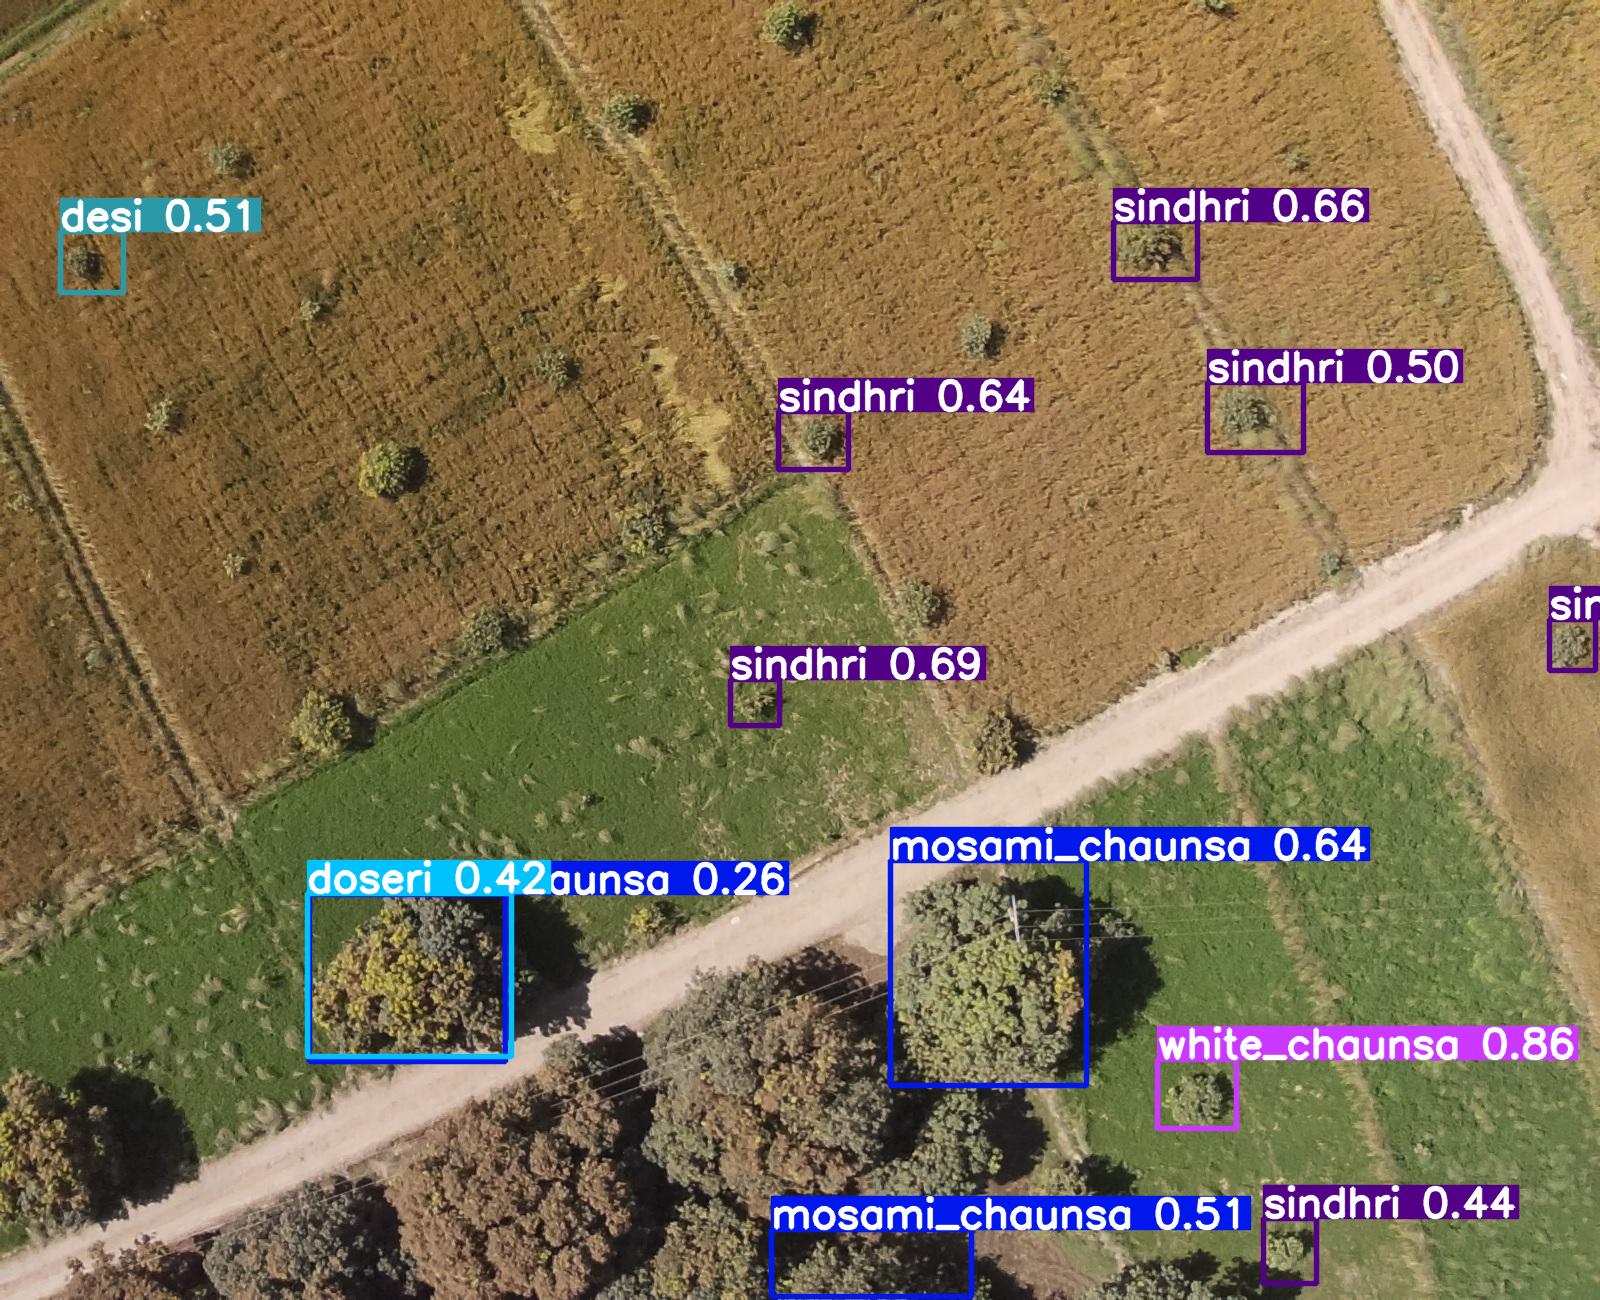 desi 0.51
sindhri 0.66
sindhri 0.50
sindhri 0.64
sin
sindhri 0.69
mosami_chaunsa 0.64
doseri 0.42
aunsa 0.26
white_chaunsa 0.86
sindhri 0.44
mosami_chaunsa 0.51